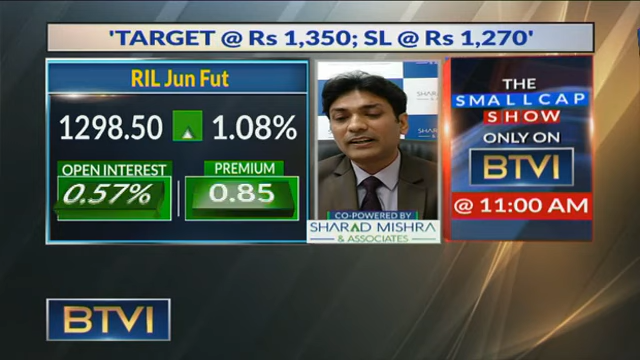 'TARGET @ Rs 1,350; SL @ Rs 1,270'
RIL Jun Fut
1298.50 1.08%
OPEN INTEREST PREMIUM
0.57% 0.85
SHARAD
CO-POWERED BY
SHARAD MISHRA
& ASSOCIATES
THE
SMALLCAP
SHOW
ONLY ON
BTVI
@ 11:00 AM
BTVI